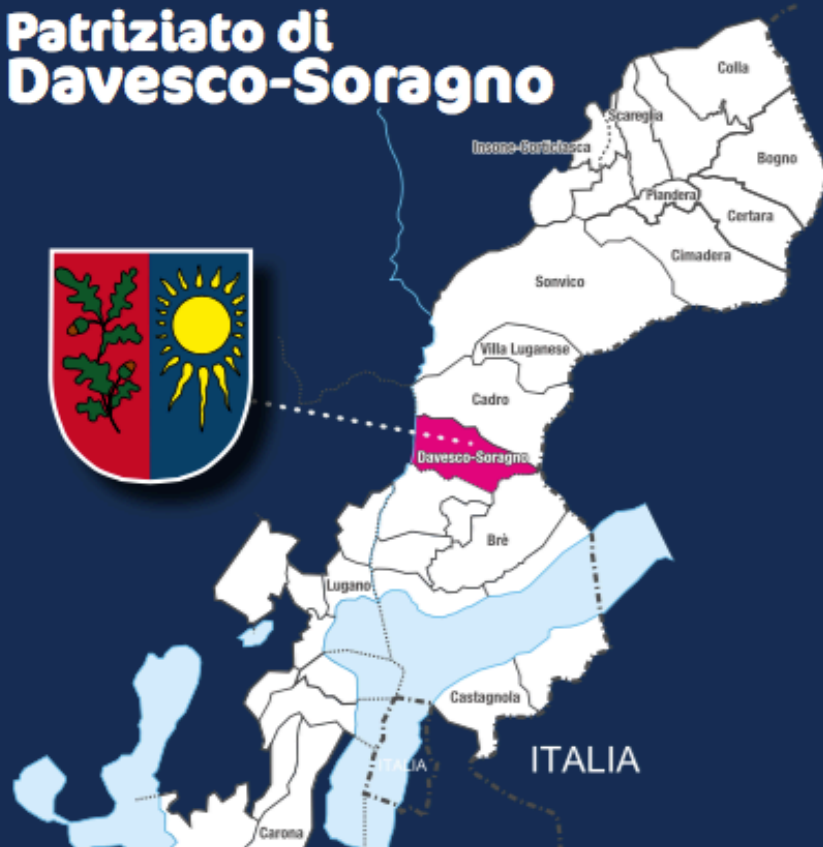 Patriziato di
Davesco-Soragno
Colla
Scareglia
Insone-Corticiasca
Bogno
Piandera
Certara
Cimadera
Sonvico
Villa Luganese
Cadro
Davesco-Soragno
Brè
Lugano
Castagnola
ITALIA
ITALIA
Carona